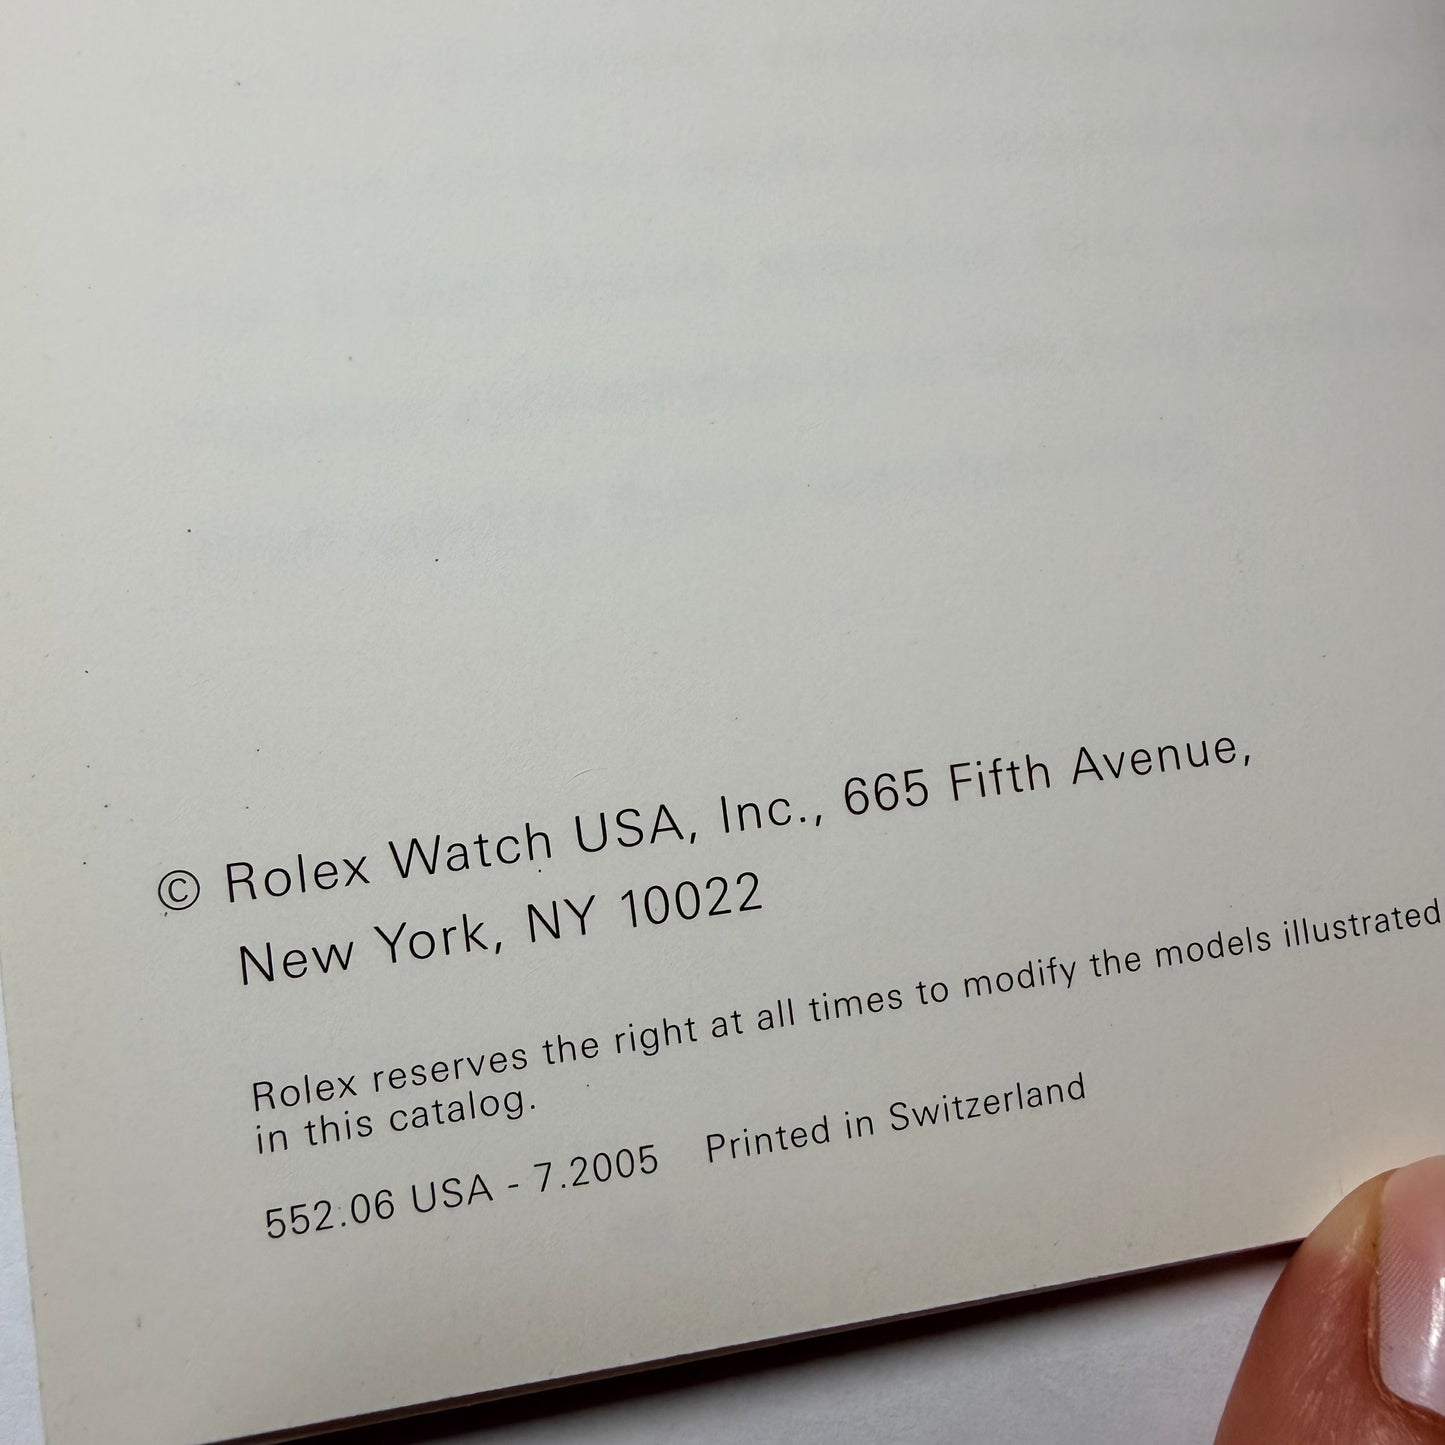 © Rolex Watch USA, Inc., 665 Fifth Avenue,
New York, NY 10022
Rolex reserves the right at all times to modify the models illustrated
in this catalog.
552.06 USA - 7.2005 Printed in Switzerland